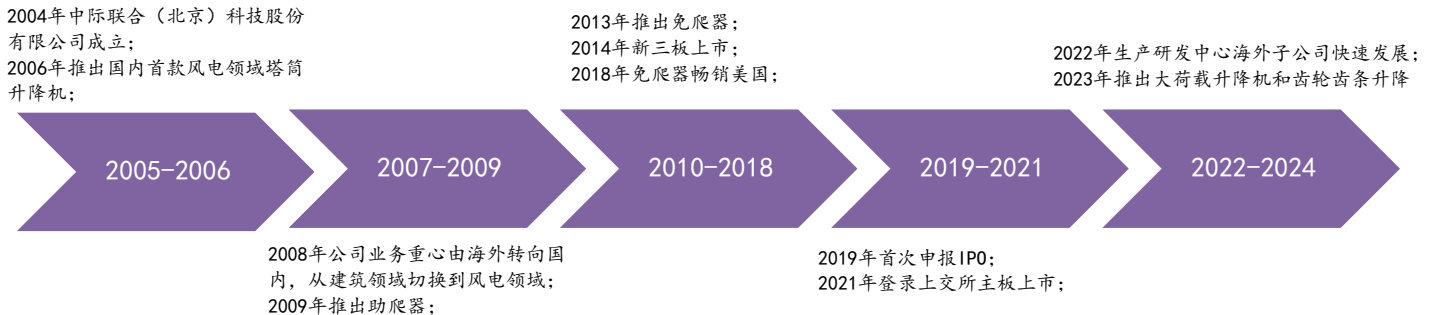 2004年中际联合（北京）科技股份
有限公司成立；
2006年推出国内首款风电领域塔筒
升降机；
2013年推出免爬器；
2014年新三板上市；
2018年免爬器畅销美国；
2022年生产研发中心海外子公司快速发展；
2023年推出大荷载升降机和齿轮齿条升降
2005-2006
2007-2009
2010-2018
2019-2021
2022-2024
2008年公司业务重心由海外转向国
内，从建筑领域切换到风电领域；
2009年推出助爬器；
2019年首次申报IPO；
2021年登录上交所主板上市；